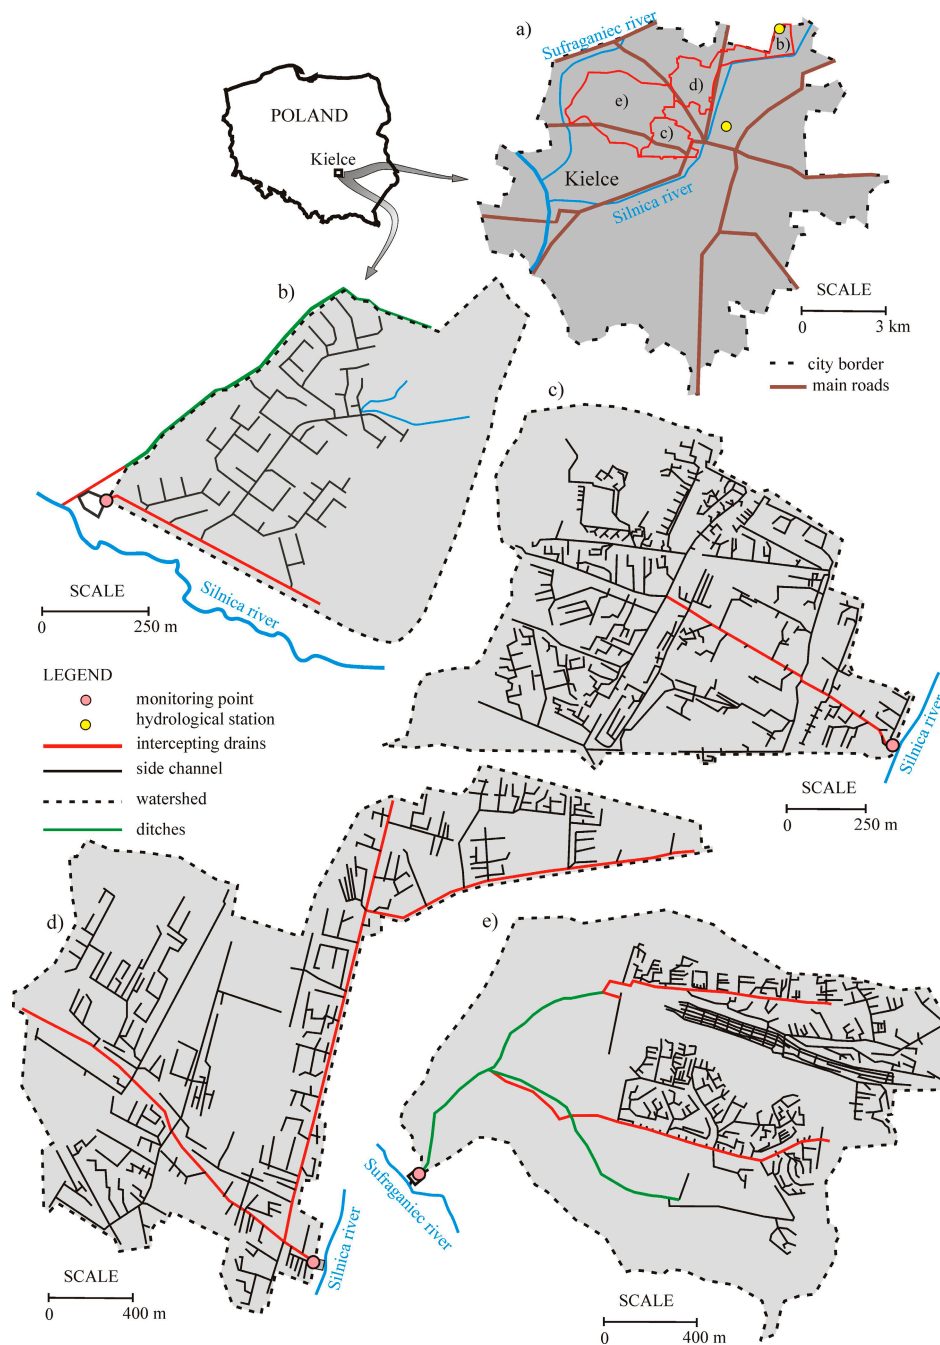 a)
Sufraganiec river
b)
POLAND
d)
e)
c)
Kielce
Kielce
Silnica river
b)
SCALE
0 3 km
city border
main roads
c)
SCALE
0 250 m
Silnica river
LEGEND
monitoring point
hydrological station
intercepting drains
side channel
watershed
ditches
SCALE
0 250 m
Silnica river
d)
e)
Sufraganiec river
Silnica river
SCALE
0 400 m
SCALE
0 400 m